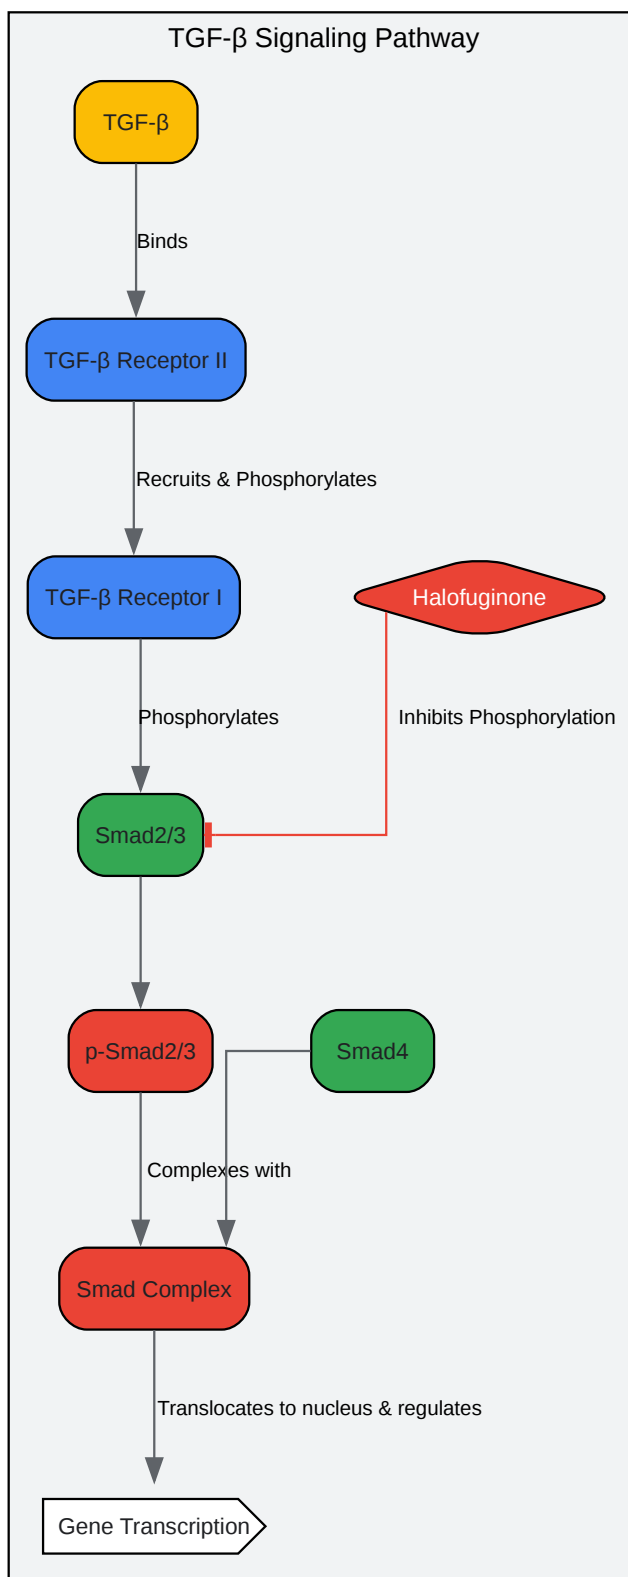 TGF-β Signaling Pathway
TGF-β
Binds
TGF-β Receptor II
Recruits & Phosphorylates
TGF-β Receptor I
Halofuginone
Phosphorylates
Inhibits Phosphorylation
Smad2/3
p-Smad2/3
Smad4
Complexes with
Smad Complex
Translocates to nucleus & regulates
Gene Transcription